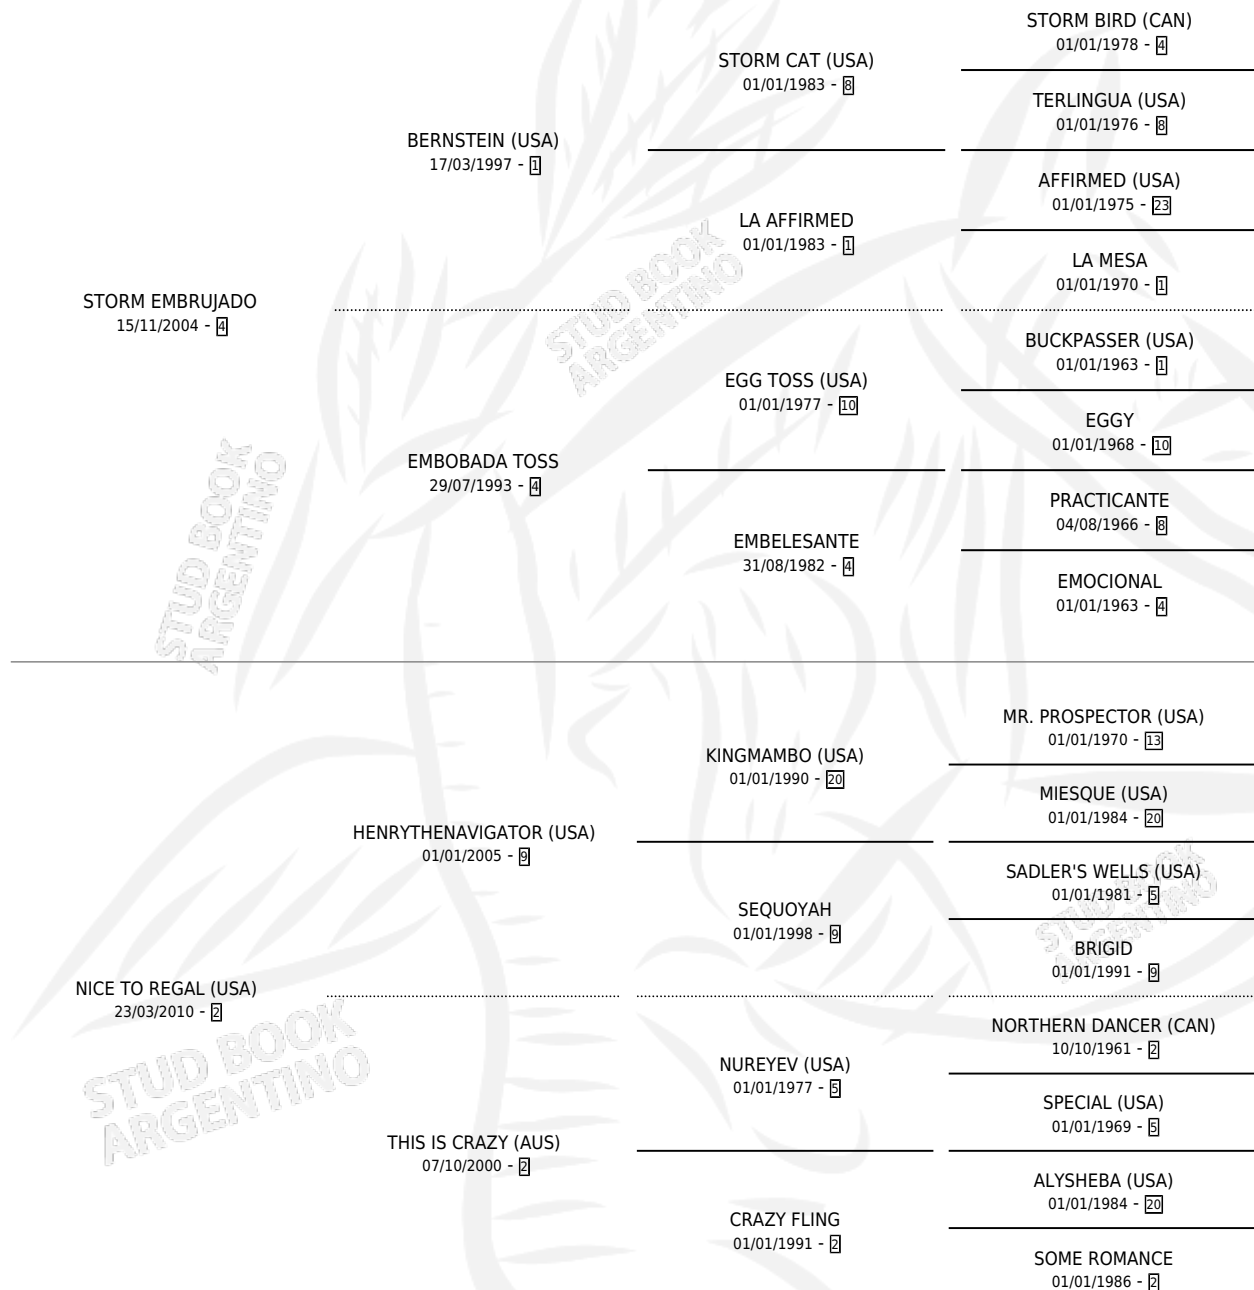 STORM BIRD (CAN)
01/01/1978 - 4
STORM CAT (USA)
01/01/1983 - 8
TERLINGUA (USA)
01/01/1976 - 8
BERNSTEIN (USA)
17/03/1997 - 1
AFFIRMED (USA)
01/01/1975 - 23
LA AFFIRMED
01/01/1983 - 1
LA MESA
01/01/1970 - 1
STORM EMBRUJADO
15/11/2004 - 4
BUCKPASSER (USA)
01/01/1963 - 1
EGG TOSS (USA)
01/01/1977 - 10
EGGY
01/01/1968 - 10
EMBOBADA TOSS
29/07/1993 - 4
PRACTICANTE
04/08/1966 - 8
EMBELESANTE
31/08/1982 - 4
EMOCIONAL
01/01/1963 - 4
MR. PROSPECTOR (USA)
01/01/1970 - 13
KINGMAMBO (USA)
01/01/1990 - 20
MIESQUE (USA)
01/01/1984 - 20
HENRYTHENAVIGATOR (USA)
01/01/2005 - 9
SADLER'S WELLS (USA)
01/01/1981 - 5
SEQUOYAH
01/01/1998 - 9
BRIGID
01/01/1991 - 9
NICE TO REGAL (USA)
23/03/2010 - 2
NORTHERN DANCER (CAN)
10/10/1961 - 2
NUREYEV (USA)
01/01/1977 - 5
SPECIAL (USA)
01/01/1969 - 5
THIS IS CRAZY (AUS)
07/10/2000 - 2
ALYSHEBA (USA)
01/01/1984 - 20
CRAZY FLING
01/01/1991 - 2
SOME ROMANCE
01/01/1986 - 2
STUD BOOK
ARGENTINO
STUD BOOK
ARGENTINO
STUD BOOK
ARGENTINO
STUD BOOK
ARGENTINO